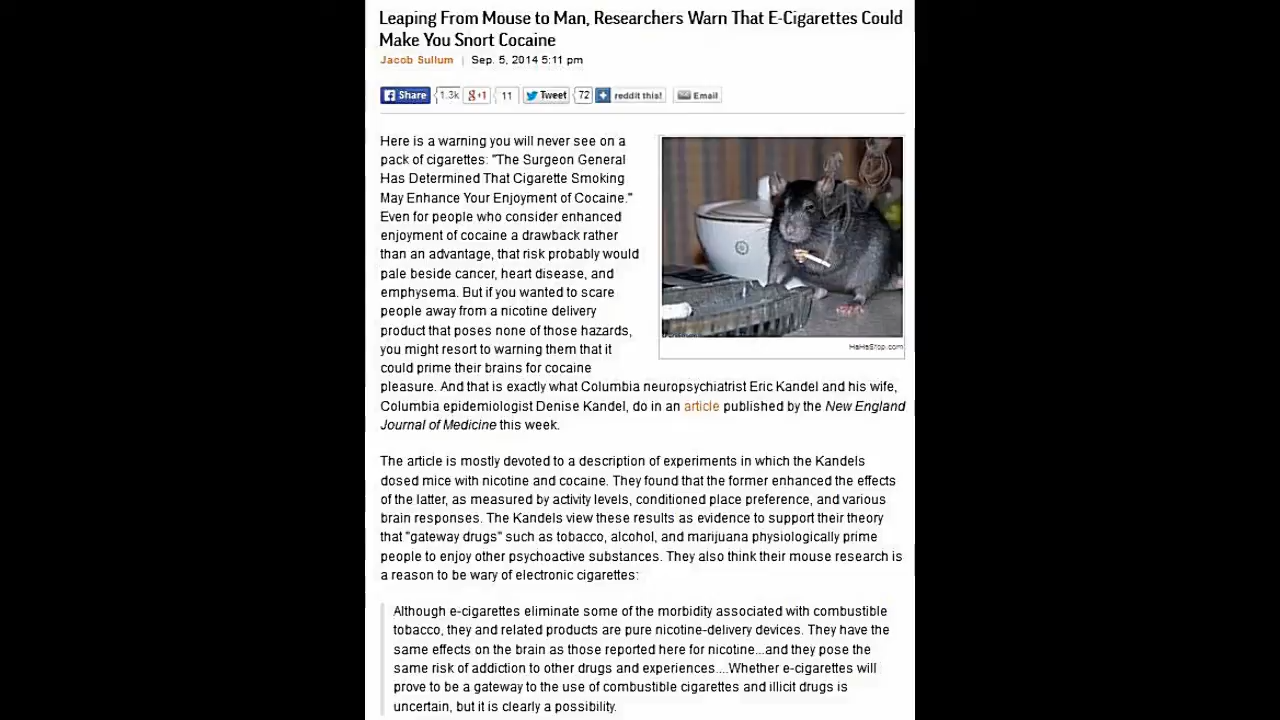 Leaping From Mouse to Man, Researchers Warn That E-Cigarettes Could
Make You Snort Cocaine
Jacob Sullum | Sep. 5, 2014 5:11 pm
Share 1.3k g+1 11 Tweet 72 reddit this! Email
Here is a warning you will never see on a
pack of cigarettes: "The Surgeon General
Has Determined That Cigarette Smoking
May Enhance Your Enjoyment of Cocaine."
Even for people who consider enhanced
enjoyment of cocaine a drawback rather
than an advantage, that risk probably would
pale beside cancer, heart disease, and
emphysema. But if you wanted to scare
people away from a nicotine delivery
product that poses none of those hazards,
you might resort to warning them that it
could prime their brains for cocaine
HaHaStop.com
pleasure. And that is exactly what Columbia neuropsychiatrist Eric Kandel and his wife,
Columbia epidemiologist Denise Kandel, do in an article published by the New England
Journal of Medicine this week.
The article is mostly devoted to a description of experiments in which the Kandels
dosed mice with nicotine and cocaine. They found that the former enhanced the effects
of the latter, as measured by activity levels, conditioned place preference, and various
brain responses. The Kandels view these results as evidence to support their theory
that "gateway drugs" such as tobacco, alcohol, and marijuana physiologically prime
people to enjoy other psychoactive substances. They also think their mouse research is
a reason to be wary of electronic cigarettes:
Although e-cigarettes eliminate some of the morbidity associated with combustible
tobacco, they and related products are pure nicotine-delivery devices. They have the
same effects on the brain as those reported here for nicotine...and they pose the
same risk of addiction to other drugs and experiences....Whether e-cigarettes will
prove to be a gateway to the use of combustible cigarettes and illicit drugs is
uncertain, but it is clearly a possibility.